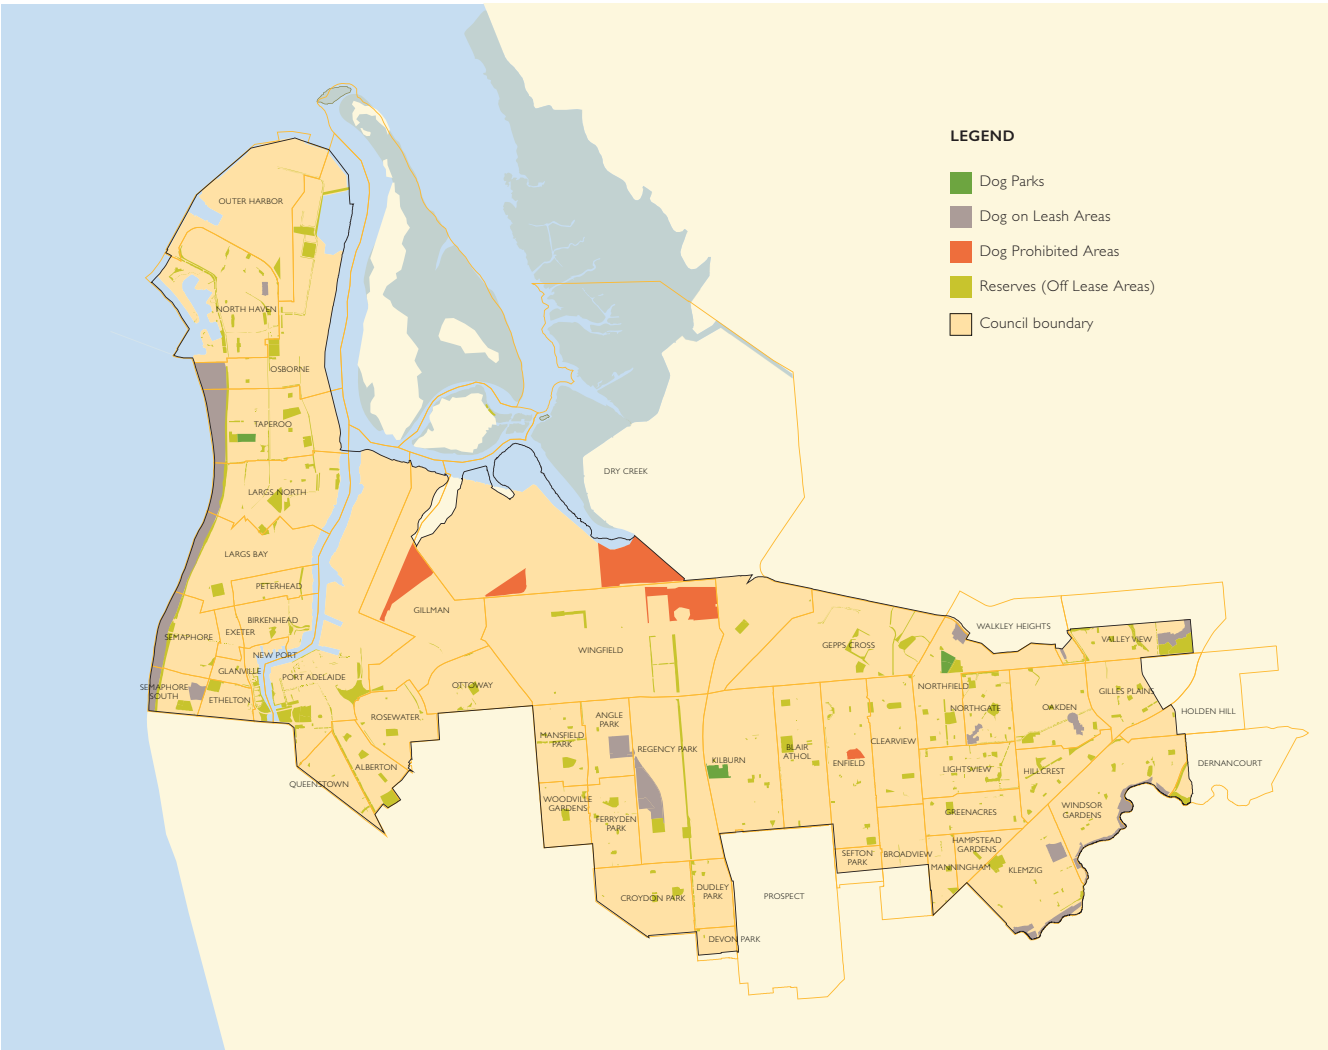 LEGEND
Dog Parks
Dog on Leash Areas
Dog Prohibited Areas
Reserves (Off Lease Areas)
Council boundary
OUTER HARBOR
NORTH HAVEN
OSBORNE
TAPEROO
DRY CREEK
LARGS NORTH
LARGS BAY
PETERHEAD
GILLMAN
BIRKENHEAD
EXETER
SEMAPHORE
WALKLEY HEIGHTS
VALLEY VIEW
GEPPS CROSS
WINGFIELD
NEW PORT
GLANVILLE
PORT ADELAIDE
SEMAPHORE
SOUTH
ETHELTON
OTTOWAY
NORTHFIELD
GILLES PLAINS
NORTHGATE
OAKDEN
HOLDEN HILL
ROSEWATER
ANGLE
PARK
MANSFIELD
PARK
REGENCY PARK
BLAIR
ATHOL
CLEARVIEW
KILBURN
ENFIELD
LIGHTSVIEW
HILLCREST
DERNANCOURT
ALBERTON
QUEENSTOWN
WOODVILLE
GARDENS
FERRYDEN
PARK
GREENACRES
WINDSOR
GARDENS
HAMPSTEAD
GARDENS
SEFTON
PARK
BROADVIEW
MANNINGHAM
KLEMZIG
CROYDON PARK
DUDLEY
PARK
PROSPECT
DEVON PARK